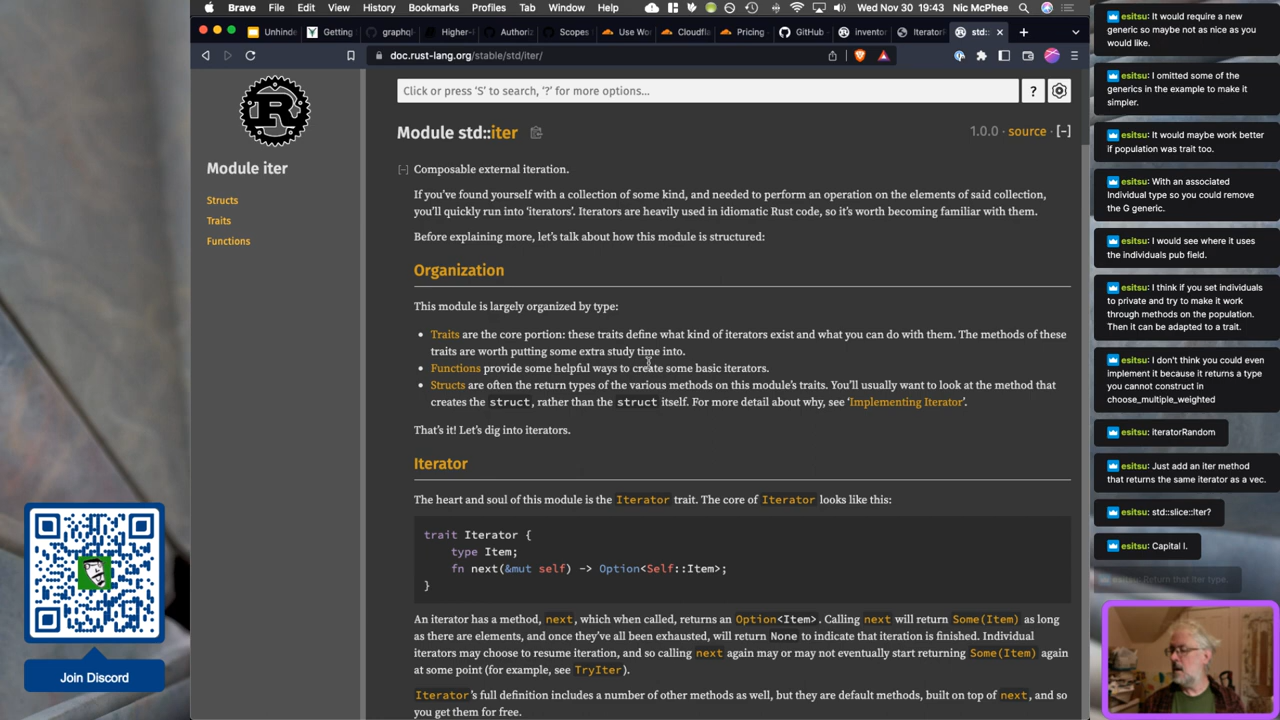 Brave File Edit View History Bookmarks Profiles Tab Window Help Wed Nov 30 19:43 Nic McPhee
Unhinde Getting graphql Higher- Authoriz Scopes Use Wo Cloudfla Pricing GitHub invento Iterator std::
doc.rust-lang.org/stable/std/iter/
Click or press ‘S’ to search, ‘?’ for more options…
?
Module iter
Structs
Traits
Functions
Module std::iter
1.0.0 · source · [−]
[−] Composable external iteration.
If you’ve found yourself with a collection of some kind, and needed to perform an operation on the elements of said collection,
you’ll quickly run into ‘iterators’. Iterators are heavily used in idiomatic Rust code, so it’s worth becoming familiar with them.
Before explaining more, let’s talk about how this module is structured:
Organization
This module is largely organized by type:
• Traits are the core portion: these traits define what kind of iterators exist and what you can do with them. The methods of these
traits are worth putting some extra study time into.
• Functions provide some helpful ways to create some basic iterators.
• Structs are often the return types of the various methods on this module’s traits. You’ll usually want to look at the method that
creates the struct, rather than the struct itself. For more detail about why, see ‘Implementing Iterator’.
That’s it! Let’s dig into iterators.
Iterator
The heart and soul of this module is the Iterator trait. The core of Iterator looks like this:
trait Iterator {
type Item;
fn next(&mut self) -> Option<Self::Item>;
}
An iterator has a method, next, which when called, returns an Option<Item>. Calling next will return Some(Item) as long
as there are elements, and once they’ve all been exhausted, will return None to indicate that iteration is finished. Individual
iterators may choose to resume iteration, and so calling next again may or may not eventually start returning Some(Item) again
at some point (for example, see TryIter).
Iterator’s full definition includes a number of other methods as well, but they are default methods, built on top of next, and so
you get them for free.
Join Discord
esitsu: It would require a new
generic so maybe not as nice as you
would like.
esitsu: I omitted some of the
generics in the example to make it
simpler.
esitsu: It would maybe work better
if population was trait too.
esitsu: With an associated
Individual type so you could remove
the G generic.
esitsu: I would see where it uses
the individuals pub field.
esitsu: I think if you set individuals
to private and try to make it work
through methods on the population.
Then it can be adapted to a trait.
esitsu: I don't think you could even
implement it because it returns a type
you cannot construct in
choose_multiple_weighted
esitsu: iteratorRandom
esitsu: Just add an iter method
that returns the same iterator as a vec.
esitsu: std::slice::Iter?
esitsu: Capital I.
esitsu: Return that Iter type.